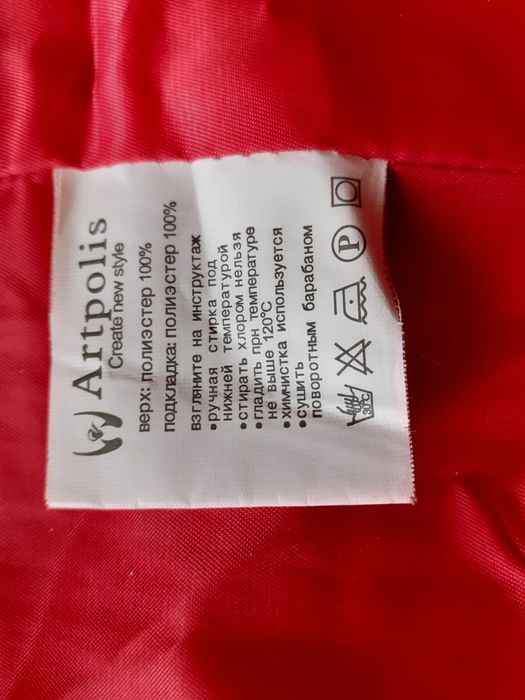 Artpolis
Create new style
верх: полиэстер 100%
подкладка: полиэстер 100%
взгляните на инструктаж
•ручная стирка под
нижней температурой
•стирать хлором нельзя
•гладить прн температуре
не выше 120°C
•химчистка используется
•сушить
поворотным барабаном
30°C
P